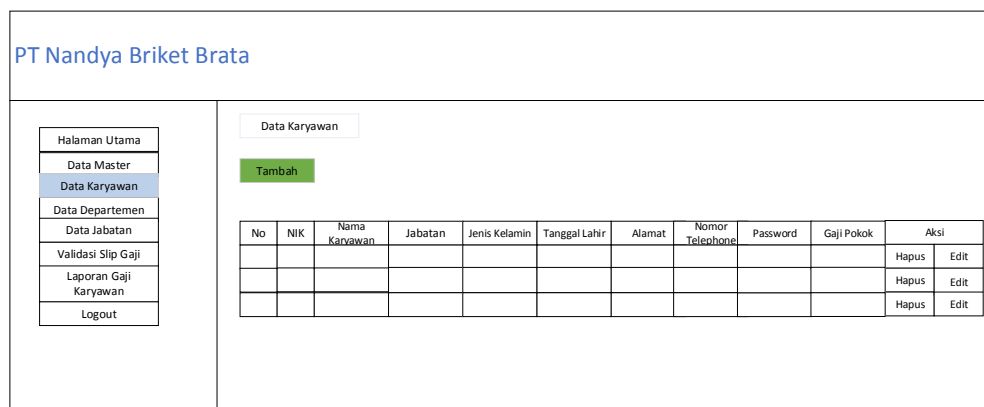 PT Nandya Briket Brata
Halaman Utama
Data Master
Data Karyawan
Data Departemen
Data Jabatan
Validasi Slip Gaji
Laporan Gaji
Karyawan
Logout
Data Karyawan
Tambah
No NIK Nama Karyawan Jabatan Jenis Kelamin Tanggal Lahir Alamat Nomor Telephone Password Gaji Pokok Aksi
Hapus Edit
Hapus Edit
Hapus Edit